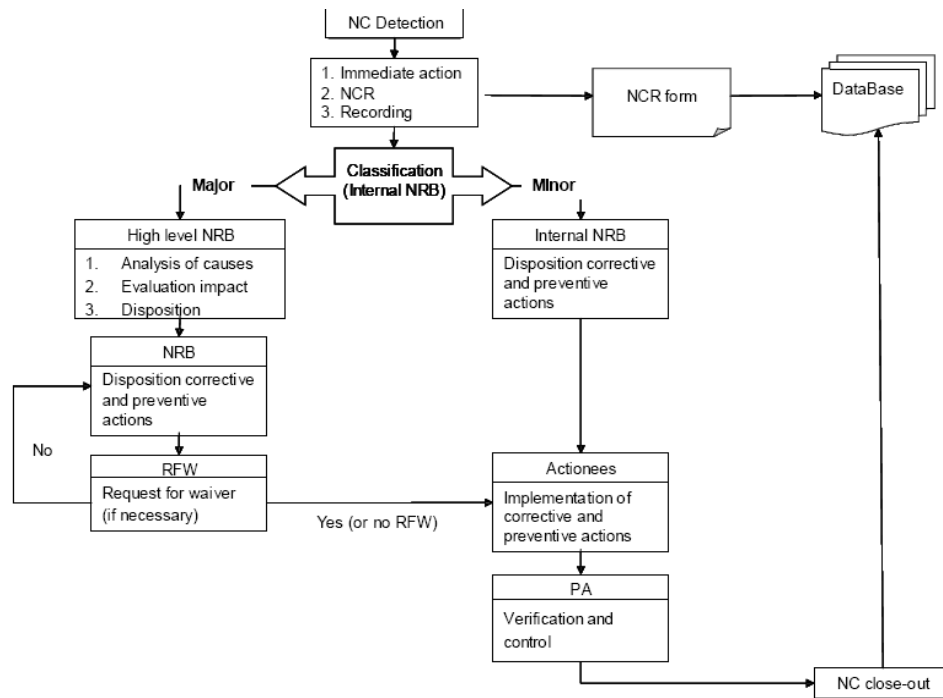 NC Detection
1. Immediate action
2. NCR
3. Recording
NCR form
DataBase
Classification
(Internal NRB)
Major
Minor
High level NRB
1. Analysis of causes
2. Evaluation impact
3. Disposition
Internal NRB
Disposition corrective
and preventive
actions
NRB
Disposition corrective
and preventive
actions
No
RFW
Request for waiver
(if necessary)
Yes (or no RFW)
Actionees
Implementation of
corrective and
preventive actions
PA
Verification and
control
NC close-out